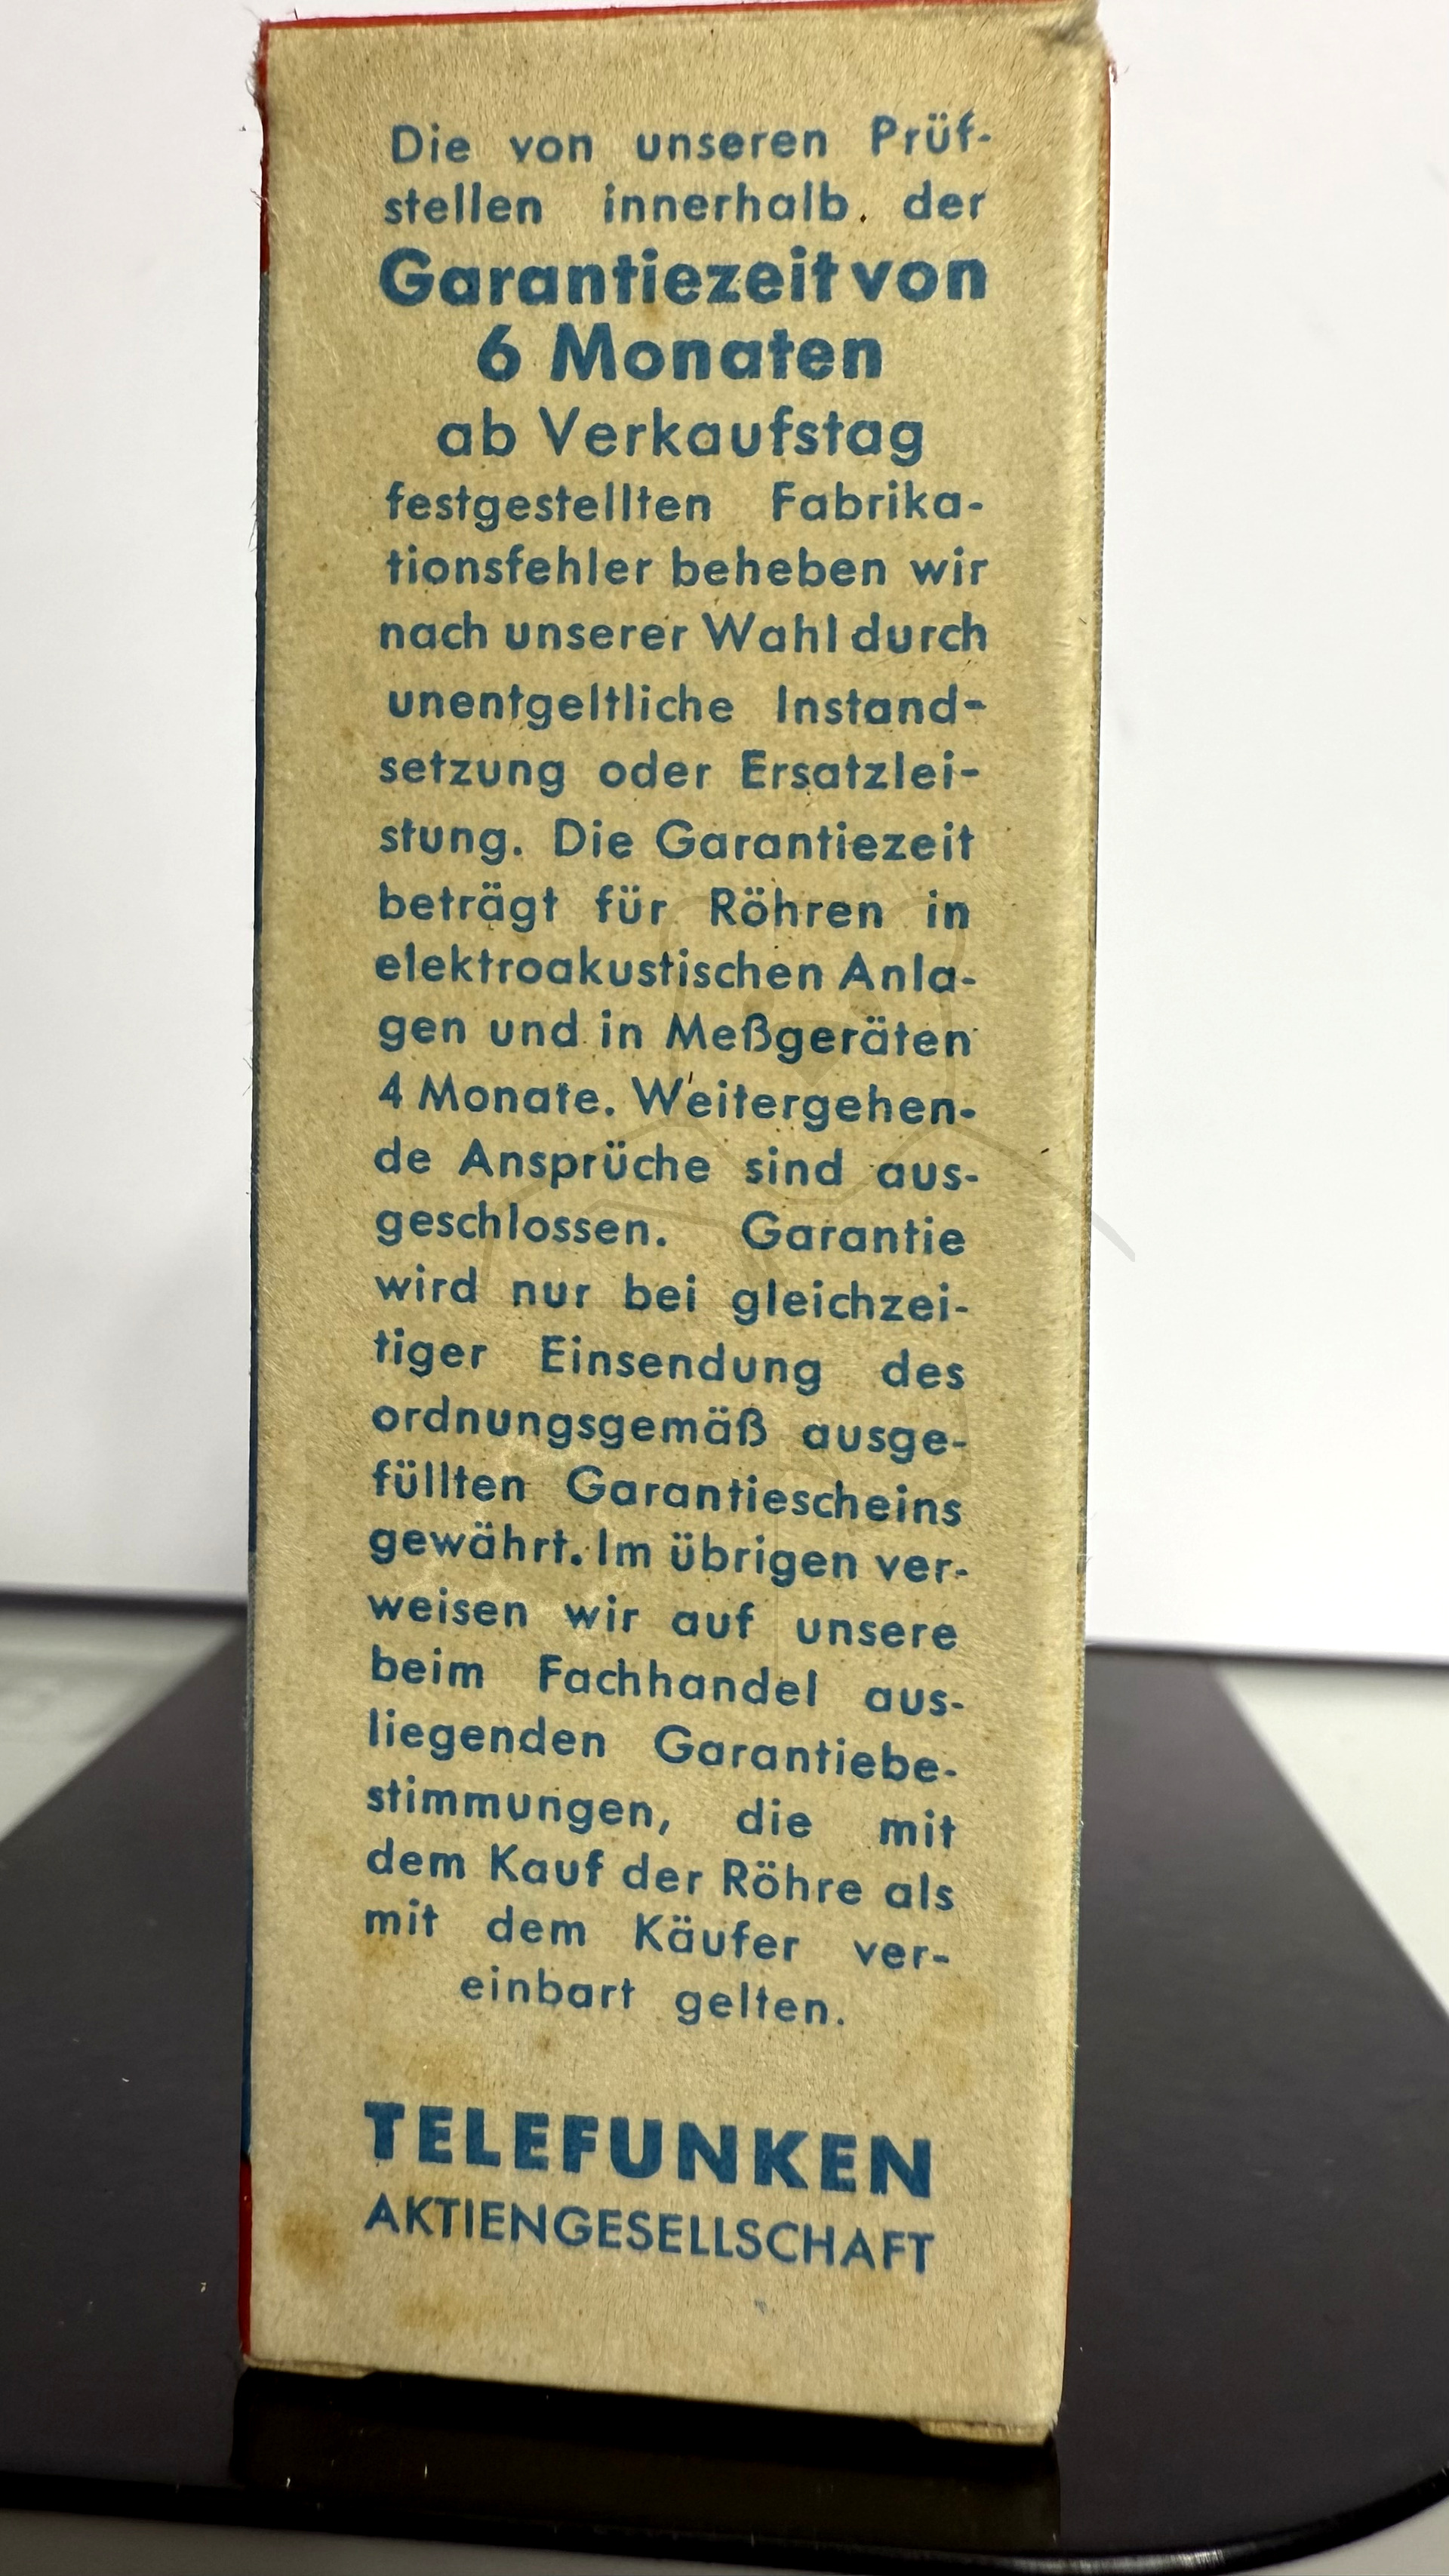 Die von unseren Prüf-
stellen innerhalb der
Garantiezeit von
6 Monaten
ab Verkaufstag
festgestellten Fabrika-
tionsfehler beheben wir
nach unserer Wahl durch
unentgeltliche Instand-
setzung oder Ersatzlei-
stung. Die Garantiezeit
beträgt für Röhren in
elektroakustischen Anla-
gen und in Meßgeräten
4 Monate. Weitergehen-
de Ansprüche sind aus-
geschlossen. Garantie
wird nur bei gleichzei-
tiger Einsendung des
ordnungsgemäß ausge-
füllten Garantiescheins
gewährt. Im übrigen ver-
weisen wir auf unsere
beim Fachhandel aus-
liegenden Garantiebe-
stimmungen, die mit
dem Kauf der Röhre als
mit dem Käufer ver-
einbart gelten.
TELEFUNKEN
AKTIENGESELLSCHAFT